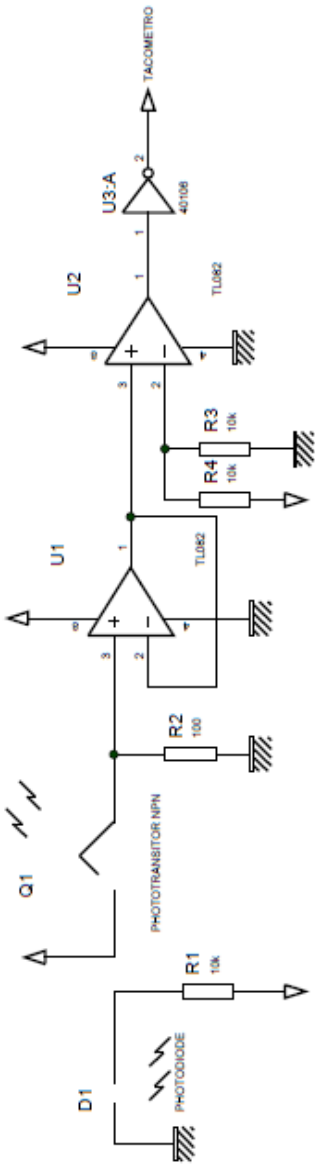 D1
PHOTODIODE
R1
10k
Q1
PHOTOTRANSITOR NPN
R2
100
U1
3
2
1
8
4
+
−
TL082
R4
10k
R3
10k
U2
3
2
1
8
4
+
−
TL082
U3:A
1
2
40106
TACOMETRO